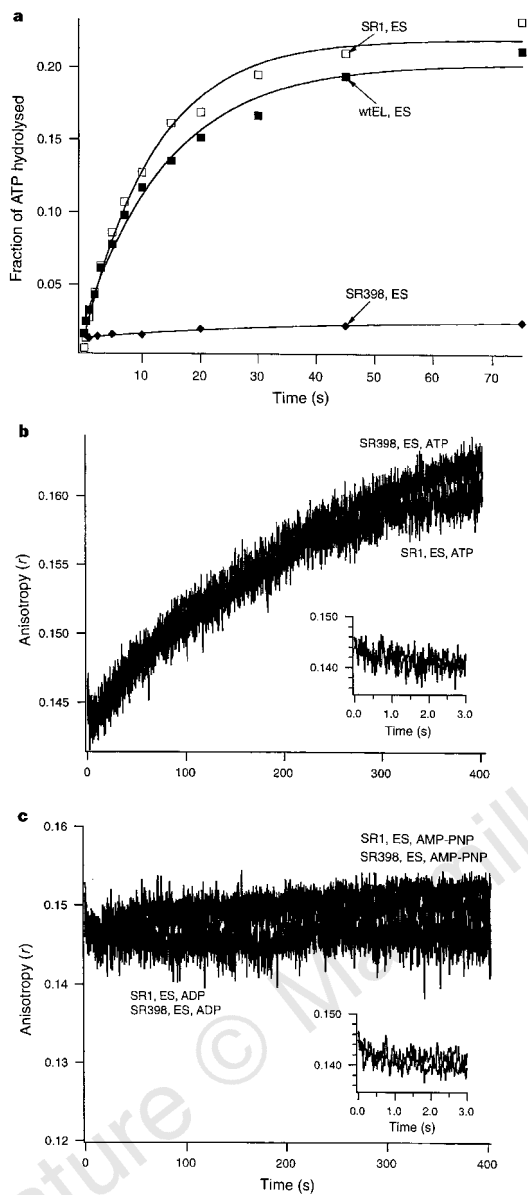 a
SR1, ES
0.20
wtEL, ES
0.15
Fraction of ATP hydrolysed
0.10
0.05
SR398, ES
10 20 30 40 50 60 70
Time (s)
b
SR398, ES, ATP
0.160
SR1, ES, ATP
0.155
Anisotropy (r)
0.150
0.150
0.140
0.145
0.0 1.0 2.0 3.0
Time (s)
0 100 200 300 400
Time (s)
c
0.16
SR1, ES, AMP-PNP
SR398, ES, AMP-PNP
0.15
0.14
SR1, ES, ADP
SR398, ES, ADP
Anisotropy (r)
0.150
0.13
0.140
0.0 1.0 2.0 3.0
Time (s)
0.12
0 100 200 300 400
Time (s)